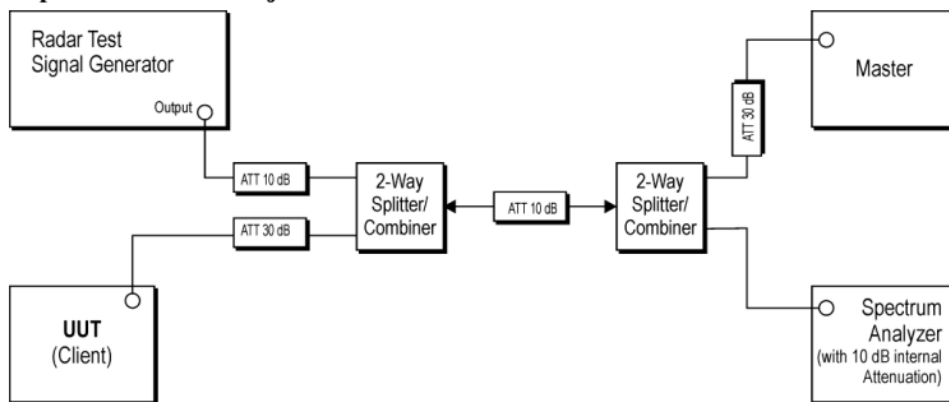 Radar Test
Signal Generator
Output
ATT 10 dB
2-Way
Splitter/
Combiner
ATT 30 dB
ATT 10 dB
2-Way
Splitter/
Combiner
ATT 30 dB
Master
UUT
(Client)
Spectrum
Analyzer
(with 10 dB internal
Attenuation)